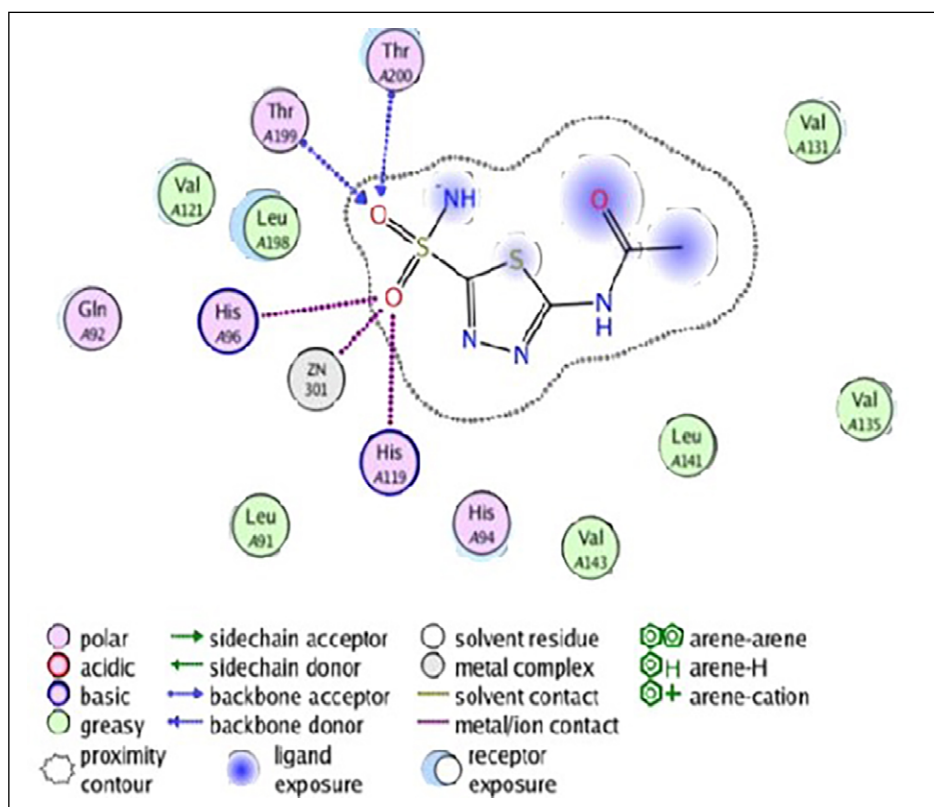 Thr
A200
Thr
A199
Val
A131
Val
A121
Leu
A198
NH
O
O
S
S
O
Gln
A92
His
A96
O
N
H
N
N
ZN
301
Val
A135
Leu
A141
His
A119
Leu
A91
His
A94
Val
A143
polar
sidechain acceptor
solvent residue
arene-arene
acidic
sidechain donor
metal complex
H arene-H
basic
backbone acceptor
solvent contact
+ arene-cation
greasy
backbone donor
metal/ion contact
proximity
contour
ligand
exposure
receptor
exposure